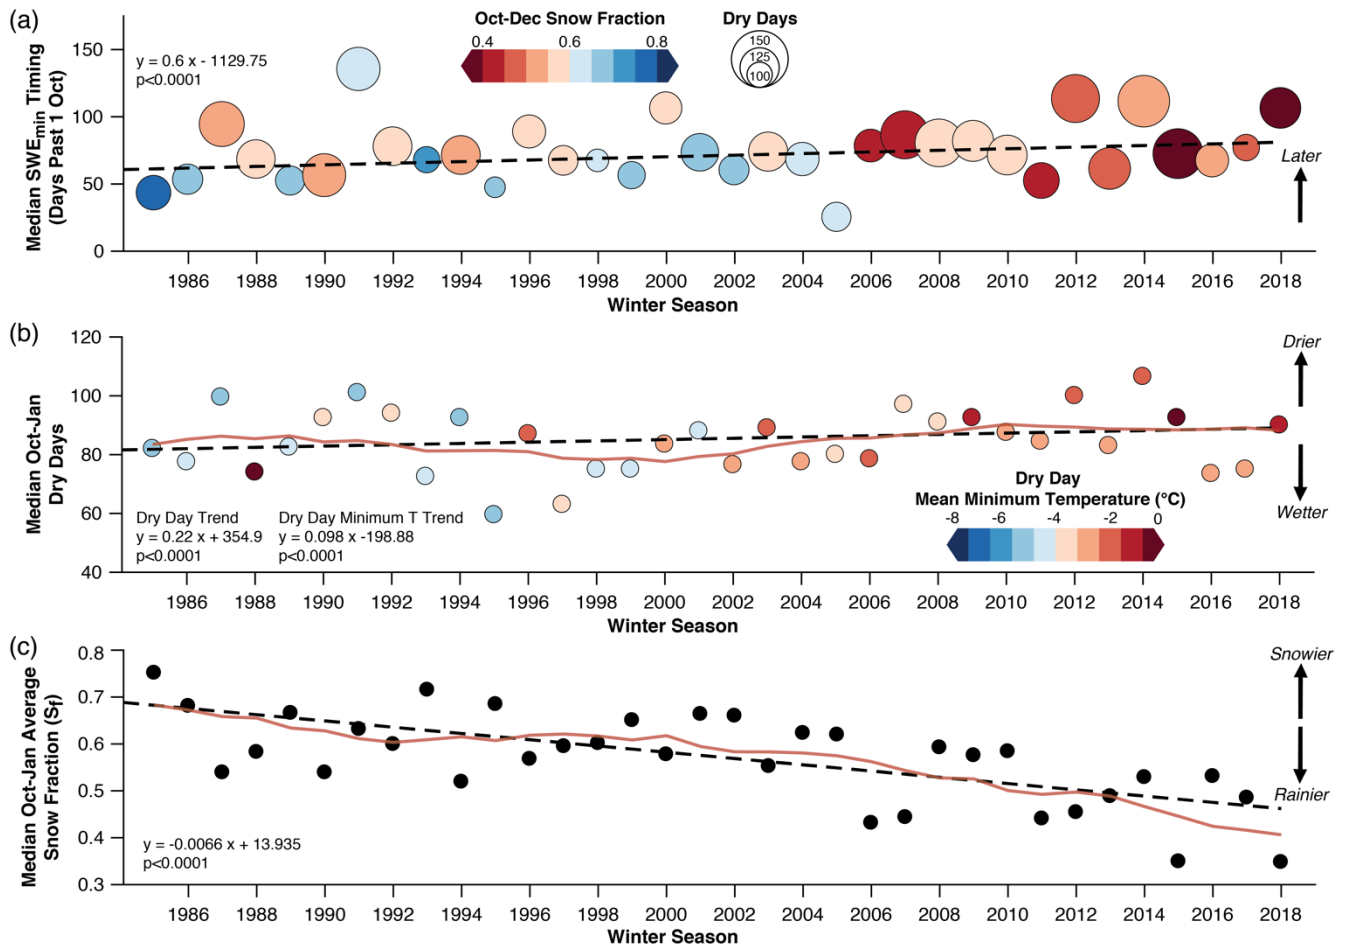 (a)
Oct-Dec Snow Fraction
0.4 0.6 0.8
Dry Days
150
125
100
y = 0.6 x - 1129.75
p<0.0001
Median SWEmin Timing
(Days Past 1 Oct)
150
100
50
0
Later
1986 1988 1990 1992 1994 1996 1998 2000 2002 2004 2006 2008 2010 2012 2014 2016 2018
Winter Season
(b)
Median Oct-Jan
Dry Days
120
100
80
60
40
Drier
Wetter
Dry Day Trend
y = 0.22 x + 354.9
p<0.0001
Dry Day Minimum T Trend
y = 0.098 x -198.88
p<0.0001
Dry Day
Mean Minimum Temperature (°C)
-8 -6 -4 -2 0
1986 1988 1990 1992 1994 1996 1998 2000 2002 2004 2006 2008 2010 2012 2014 2016 2018
Winter Season
(c)
Median Oct-Jan Average
Snow Fraction (Sf)
0.8
0.7
0.6
0.5
0.4
0.3
Snowier
Rainier
y = -0.0066 x + 13.935
p<0.0001
1986 1988 1990 1992 1994 1996 1998 2000 2002 2004 2006 2008 2010 2012 2014 2016 2018
Winter Season